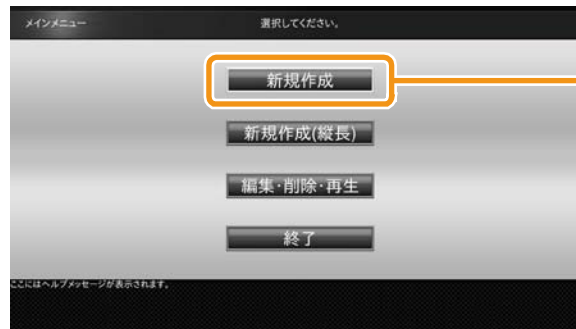 メインメニュー
選択してください。
新規作成
新規作成(縦長)
編集･削除･再生
終了
ここにはヘルプメッセージが表示されます。